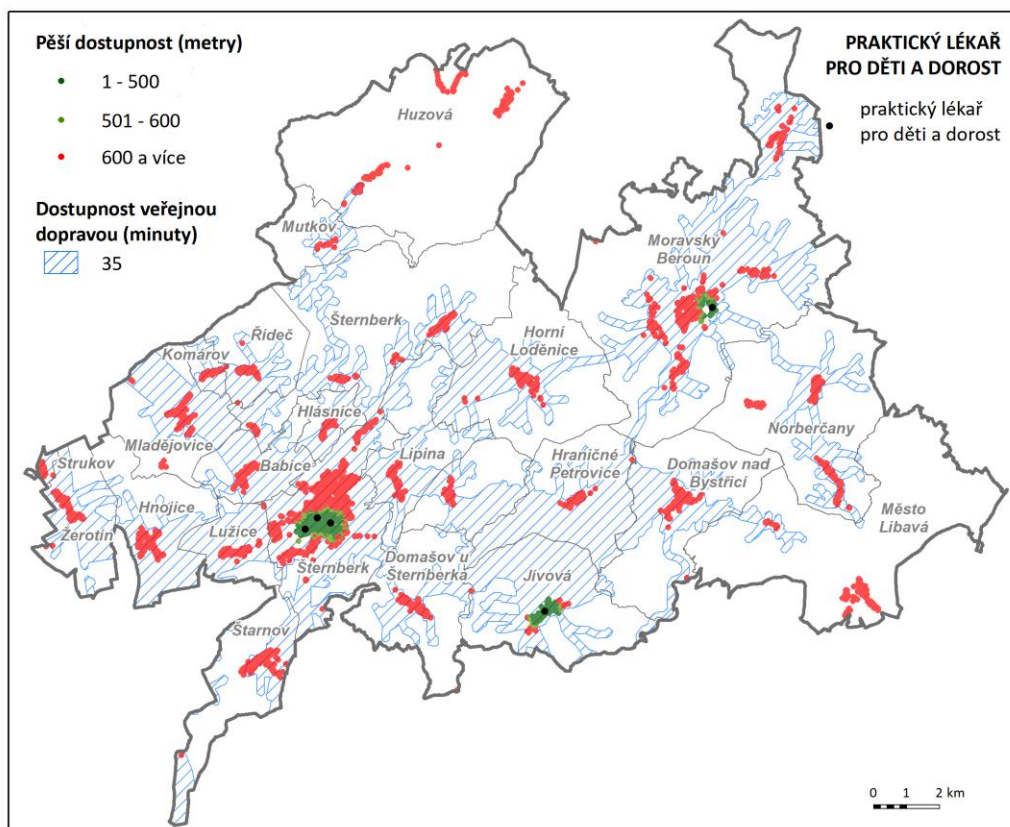 Pěší dostupnost (metry)
1 - 500
501 - 600
600 a více
Dostupnost veřejnou
dopravou (minuty)
35
PRAKTICKÝ LÉKAŘ
PRO DĚTI A DOROST
praktický lékař
pro děti a dorost
Huzová
Mutkov
Moravský
Beroun
Řídeč
Šternberk
Komárov
Horní
Loděnice
Hlásnice
Mladějovice
Norberčany
Strukov
Babice
Lipina
Hraničné
Petrovice
Domašov nad
Bystřicí
Hnojice
Město
Libavá
Žerotín
Lužice
Šternberk
Domašov u
Šternberka
Jívová
Štarnov
0 1 2 km